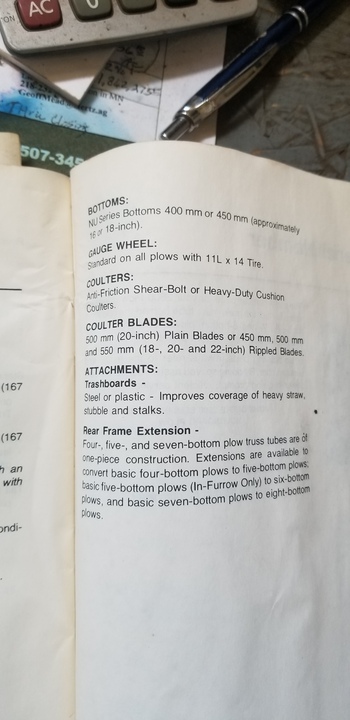 AC
0
MN
507-345
BOTTOMS:
NU Series Bottoms 400 mm or 450 mm (approximately
16 or 18-inch).
GAUGE WHEEL:
Standard on all plows with 11L x 14 Tire.
COULTERS:
Anti-Friction Shear-Bolt or Heavy-Duty Cushion
Coulters.
COULTER BLADES:
500 mm (20-inch) Plain Blades or 450 mm, 500 mm
and 550 mm (18-, 20- and 22-inch) Rippled Blades.
ATTACHMENTS:
Trashboards -
Steel or plastic - Improves coverage of heavy straw,
stubble and stalks.
Rear Frame Extension -
Four-, five-, and seven-bottom plow truss tubes are of
one-piece construction. Extensions are available to
convert basic four-bottom plows to five-bottom plows;
basic five-bottom plows (In-Furrow Only) to six-bottom
plows, and basic seven-bottom plows to eight-bottom
plows.
(167
(167
h an
with
ondi-